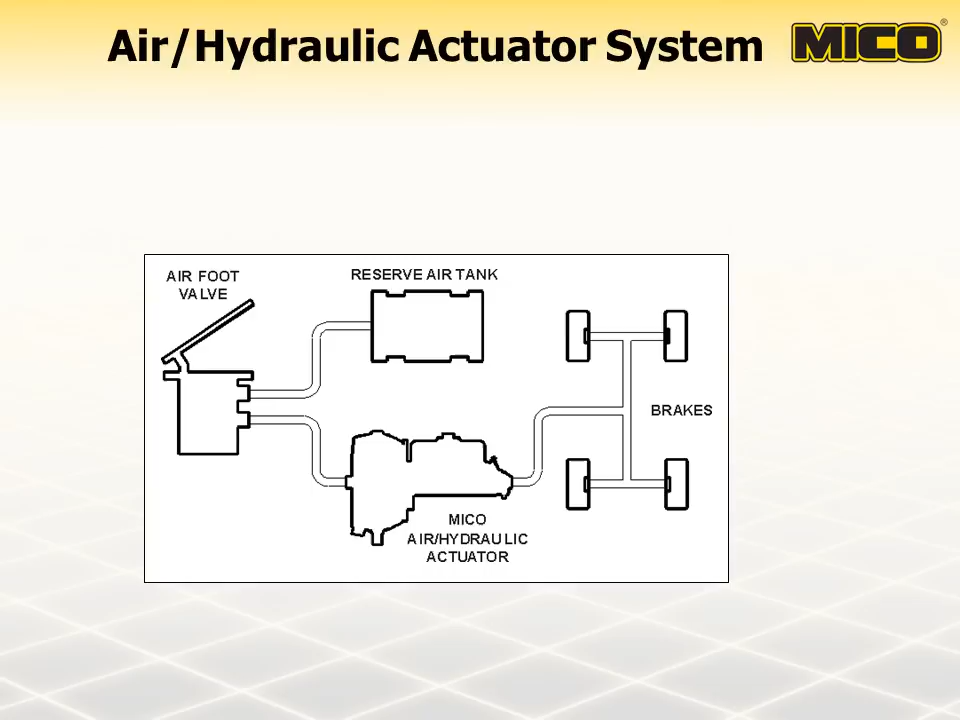 Air/Hydraulic Actuator System
MICO®
AIR FOOT
VALVE
RESERVE AIR TANK
BRAKES
MICO
AIR/HYDRAULIC
ACTUATOR